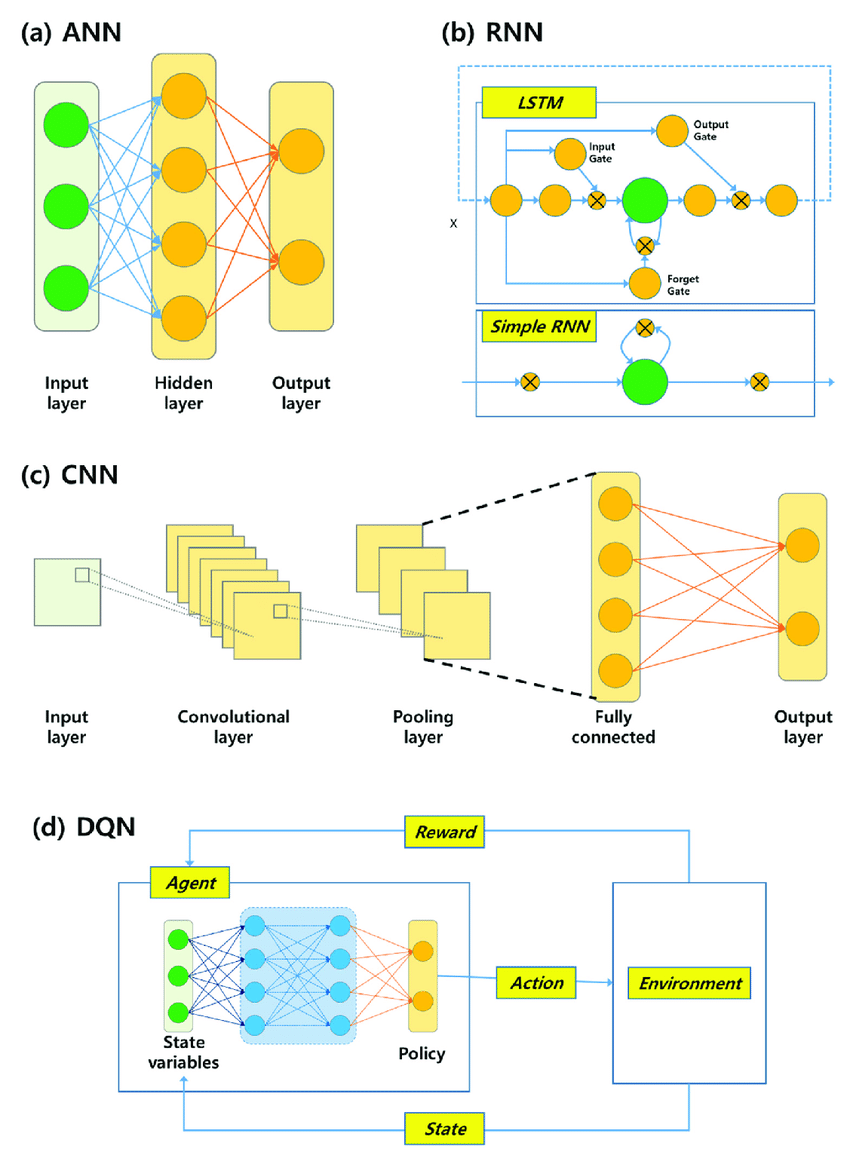 (a) ANN
Input
layer
Hidden
layer
Output
layer
(b) RNN
LSTM
Output
Gate
Input
Gate
X
Forget
Gate
Simple RNN
(c) CNN
Input
layer
Convolutional
layer
Pooling
layer
Fully
connected
Output
layer
(d) DQN
Reward
Agent
State
variables
Policy
Action
Environment
State